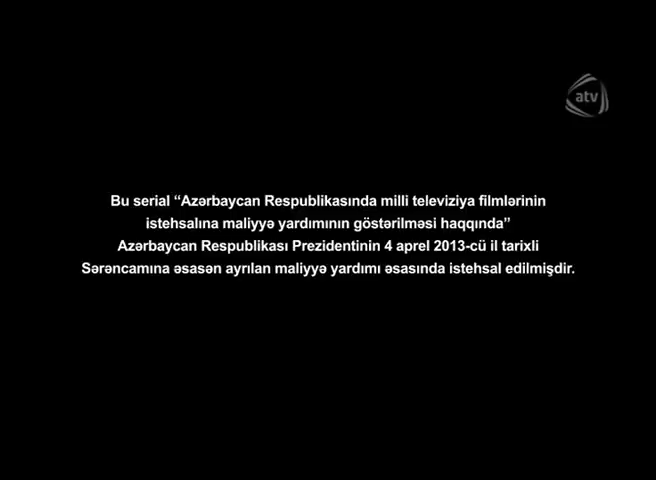 atv
Bu serial “Azərbaycan Respublikasında milli televiziya filmlərinin
istehsalına maliyyə yardımının göstərilməsi haqqında”
Azərbaycan Respublikası Prezidentinin 4 aprel 2013-cü il tarixli
Sərəncamına əsasən ayrılan maliyyə yardımı əsasında istehsal edilmişdir.